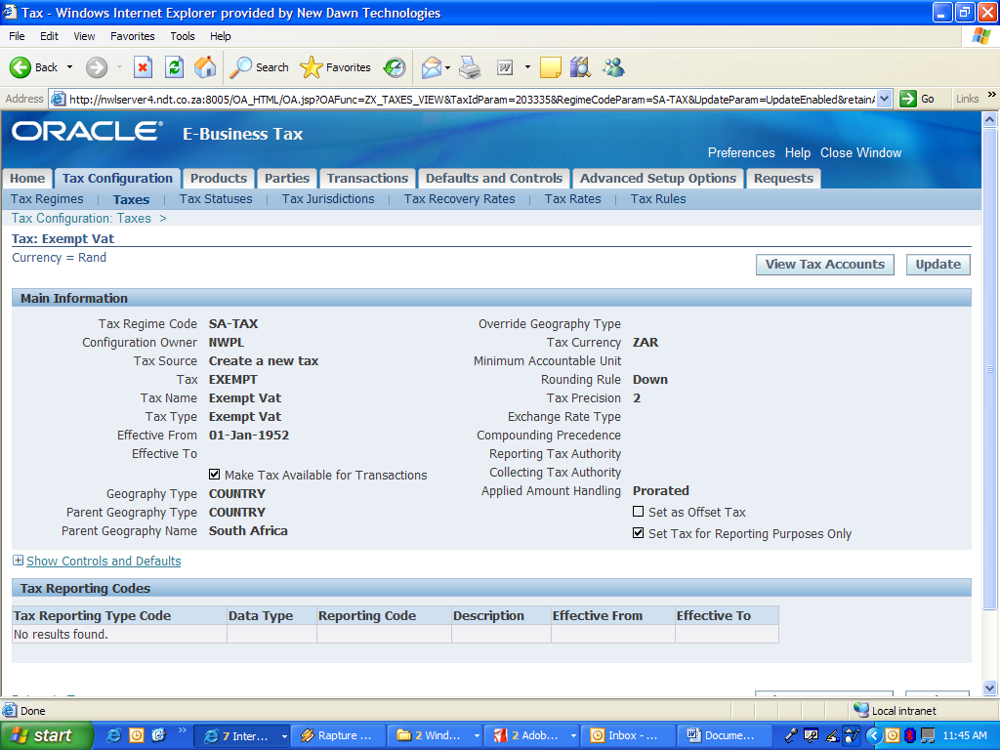 Tax - Windows Internet Explorer provided by New Dawn Technologies
File Edit View Favorites Tools Help
Back Search Favorites
Address http://nwlserver4.ndt.co.za:8005/OA_HTML/OA.jsp?OAFunc=ZX_TAXES_VIEW&TaxIdParam=203335&RegimeCodeParam=SA-TAX&UpdateParam=UpdateEnabled&retainA Go Links »
ORACLE® E-Business Tax
Preferences Help Close Window
Home Tax Configuration Products Parties Transactions Defaults and Controls Advanced Setup Options Requests
Tax Regimes | Taxes | Tax Statuses | Tax Jurisdictions | Tax Recovery Rates | Tax Rates | Tax Rules
Tax Configuration: Taxes >
Tax: Exempt Vat
Currency = Rand
View Tax Accounts Update
Main Information
Tax Regime Code SA-TAX Override Geography Type
Configuration Owner NWPL Tax Currency ZAR
Tax Source Create a new tax Minimum Accountable Unit
Tax EXEMPT Rounding Rule Down
Tax Name Exempt Vat Tax Precision 2
Tax Type Exempt Vat Exchange Rate Type
Effective From 01-Jan-1952 Compounding Precedence
Effective To Reporting Tax Authority
Make Tax Available for Transactions Collecting Tax Authority
Geography Type COUNTRY Applied Amount Handling Prorated
Parent Geography Type COUNTRY Set as Offset Tax
Parent Geography Name South Africa Set Tax for Reporting Purposes Only
Show Controls and Defaults
Tax Reporting Codes
Tax Reporting Type Code Data Type Reporting Code Description Effective From Effective To
No results found.
Done Local intranet
start » 7 Inter... Rapture ... 2 Wind... 2 Adob... Inbox - ... Docume... 11:45 AM